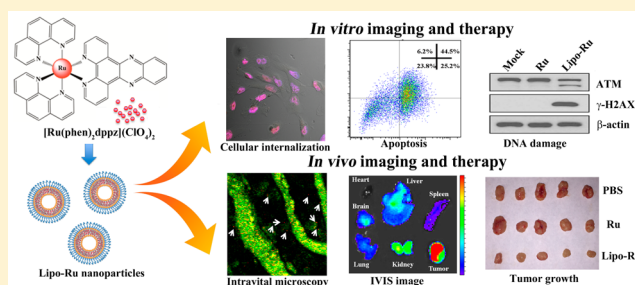 In vitro imaging and therapy
N
N
N
N
N
N
N
N
Ru
[Ru(phen)2dppz](ClO4)2
Lipo-Ru nanoparticles
Cellular internalization
6.2% 44.5%
23.8% 25.2%
Apoptosis
Mock Ru Lipo-Ru
ATM
γ-H2AX
β-actin
DNA damage
In vivo imaging and therapy
Intravital microscopy
Heart
Liver
Spleen
Brain
Lung
Kidney
Tumor
IVIS image
PBS
Ru
Lipo-R
Tumor growth